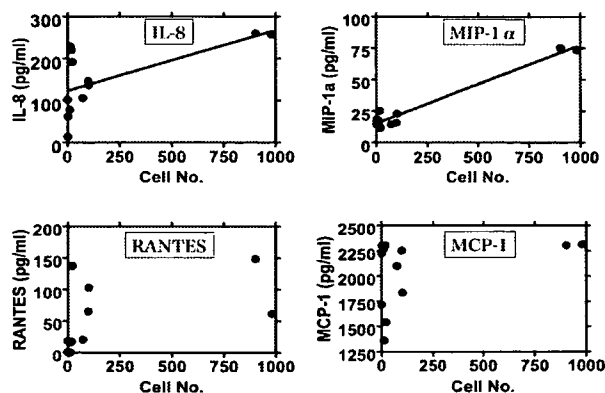 IL-8
IL-8 (pg/ml)
300
200
100
0
0 250 500 750 1000
Cell No.
MIP-1 α
MIP-1a (pg/ml)
100
75
50
25
0
0 250 500 750 1000
Cell No.
RANTES
RANTES (pg/ml)
200
150
100
50
0
0 250 500 750 1000
Cell No.
MCP-1
MCP-1 (pg/ml)
2500
2250
2000
1750
1500
1250
0 250 500 750 1000
Cell No.